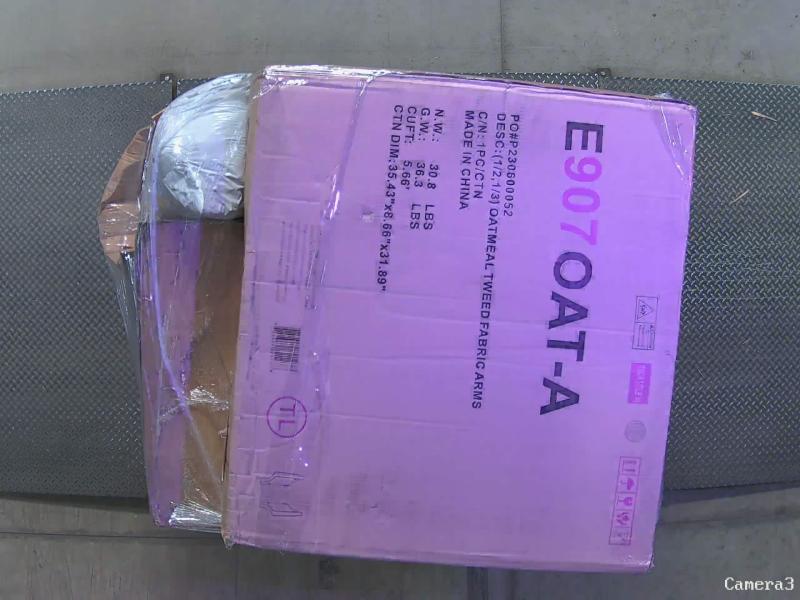 E907OAT-A
PO#P230600052
DESC:(1/2,1/3) OATMEAL TWEED FABRIC ARMS
C/N: 1PC/CTN
MADE IN CHINA
N.W.: 30.8 LBS
G.W.: 36.3 LBS
CUFT: 5.66'
CTN DIM:35.43"x8.66"x31.89"
TL
Camera3